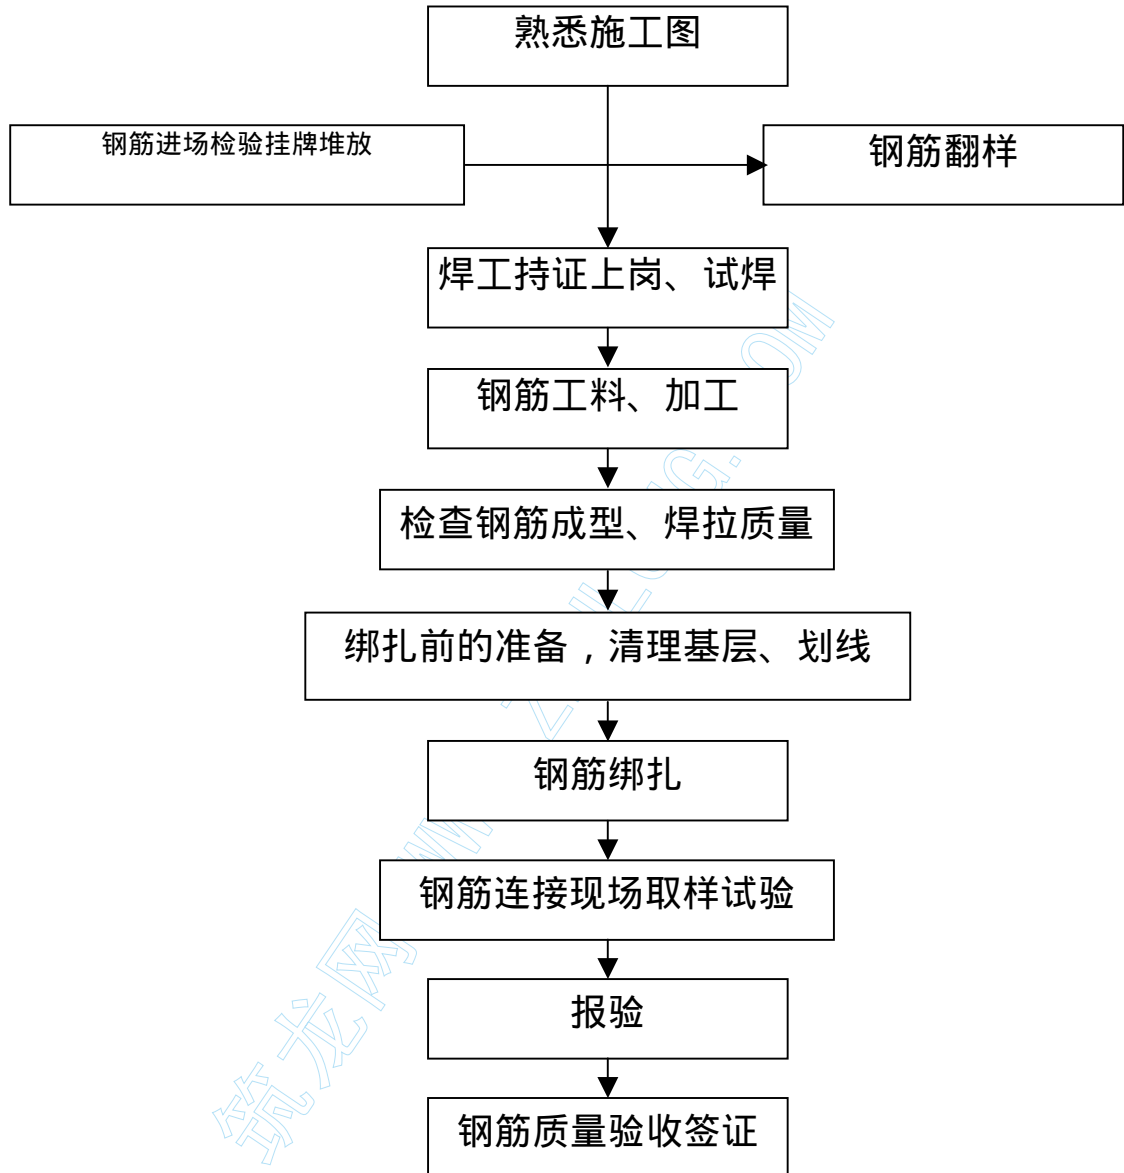 熟悉施工图
钢筋进场检验挂牌堆放
钢筋翻样
焊工持证上岗、试焊
钢筋工料、加工
检查钢筋成型、焊拉质量
绑扎前的准备，清理基层、划线
钢筋绑扎
钢筋连接现场取样试验
报验
钢筋质量验收签证
筑龙网